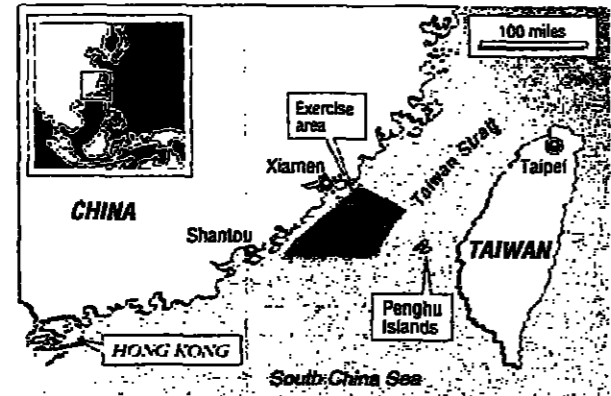 100 miles
Exercise
area
Taiwan Strait
Xiamen
Taipei
CHINA
Shantou
TAIWAN
Penghu
Islands
HONG KONG
South China Sea